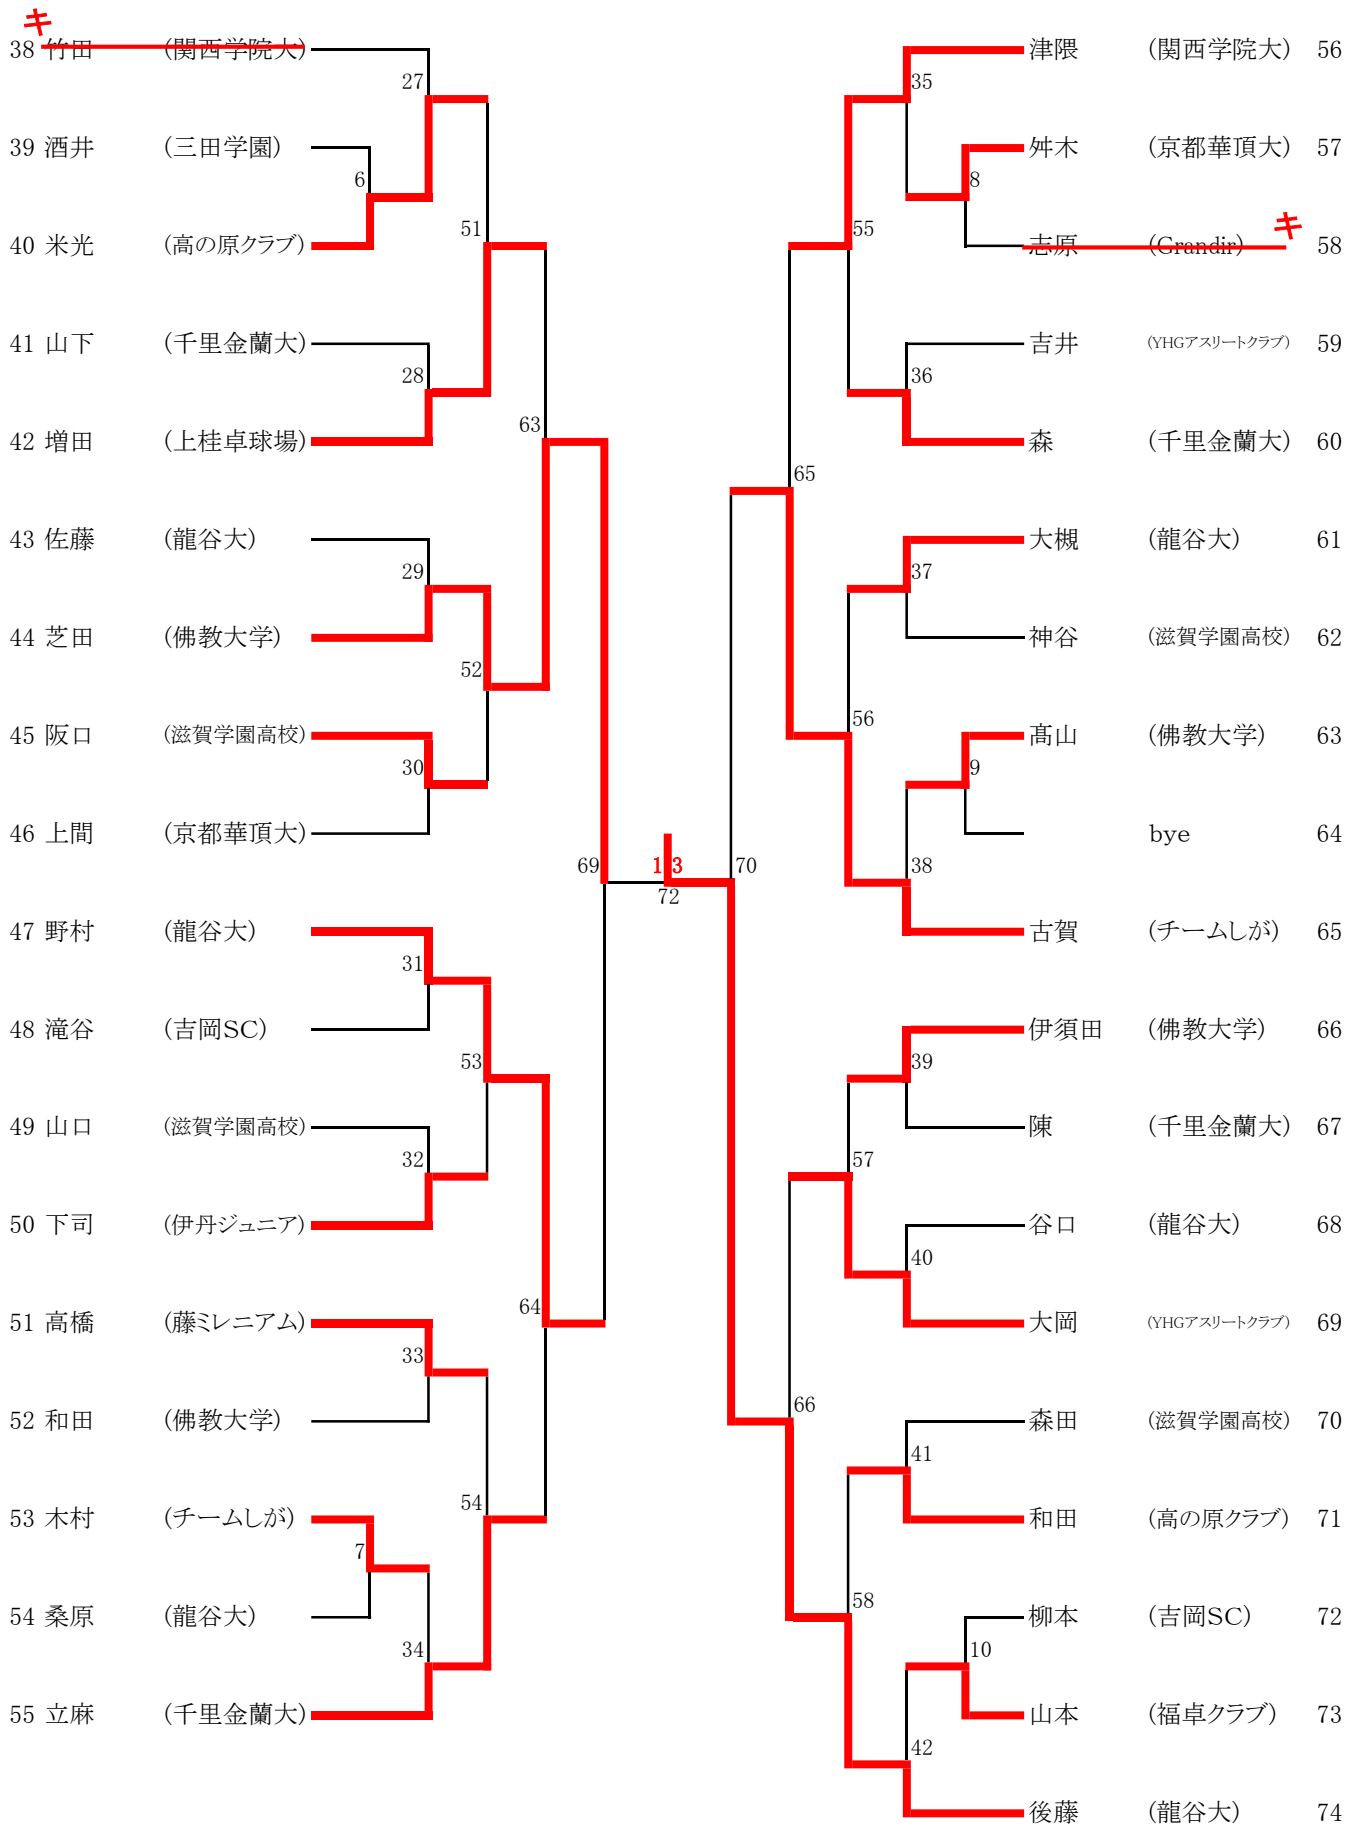 キ
38 竹田 (関西学院大)
27
39 酒井 (三田学園)
6
40 米光 (高の原クラブ)
51
41 山下 (千里金蘭大)
28
42 増田 (上桂卓球場)
63
43 佐藤 (龍谷大)
29
44 芝田 (佛教大学)
52
45 阪口 (滋賀学園高校)
30
46 上間 (京都華頂大)
69
47 野村 (龍谷大)
31
48 滝谷 (吉岡SC)
53
49 山口 (滋賀学園高校)
32
50 下司 (伊丹ジュニア)
64
51 高橋 (藤ミレニアム)
33
52 和田 (佛教大学)
54
53 木村 (チームしが)
7
54 桑原 (龍谷大)
34
55 立麻 (千里金蘭大)
1 3
72
津隈 (関西学院大) 56
35
舛木 (京都華頂大) 57
8
キ
志原 (Grandir) 58
55
吉井 (YHGアスリートクラブ) 59
36
森 (千里金蘭大) 60
65
大槻 (龍谷大) 61
37
神谷 (滋賀学園高校) 62
56
髙山 (佛教大学) 63
9
bye 64
70
38
古賀 (チームしが) 65
伊須田 (佛教大学) 66
39
陳 (千里金蘭大) 67
57
谷口 (龍谷大) 68
40
大岡 (YHGアスリートクラブ) 69
66
森田 (滋賀学園高校) 70
41
和田 (高の原クラブ) 71
58
柳本 (吉岡SC) 72
10
山本 (福卓クラブ) 73
42
後藤 (龍谷大) 74